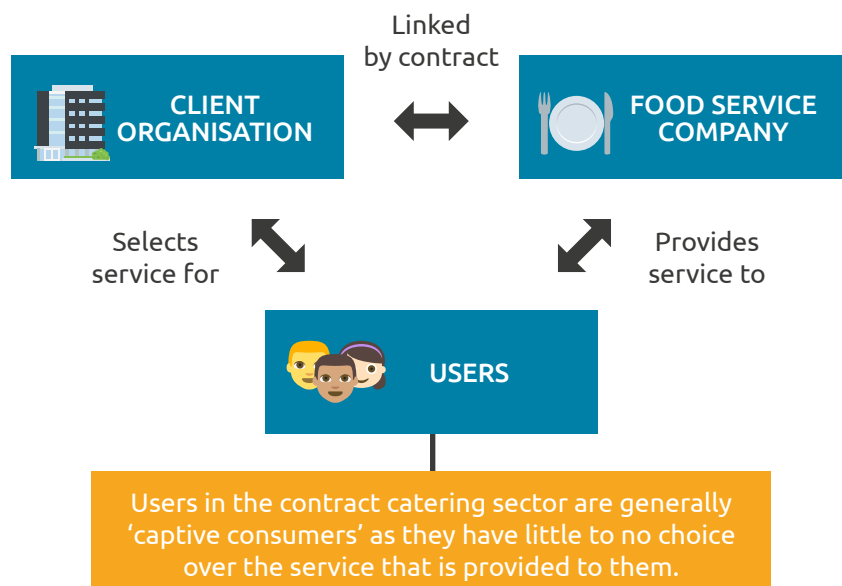 Linked
by contract
CLIENT
ORGANISATION
FOOD SERVICE
COMPANY
Selects
service for
Provides
service to
USERS
Users in the contract catering sector are generally
‘captive consumers’ as they have little to no choice
over the service that is provided to them.